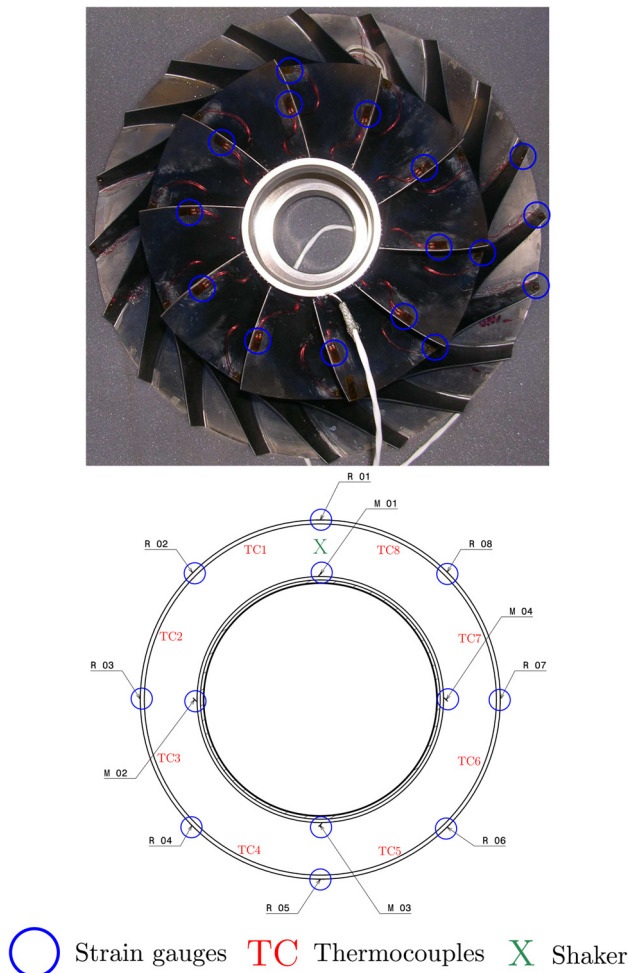 R 01
M 01
R 02
TC1
X
TC8
R 08
M 04
TC2
TC7
R 03
R 07
TC3
TC6
M 02
R 04
TC4
TC5
R 06
R 05
M 03
Strain gauges TC Thermocouples X Shaker